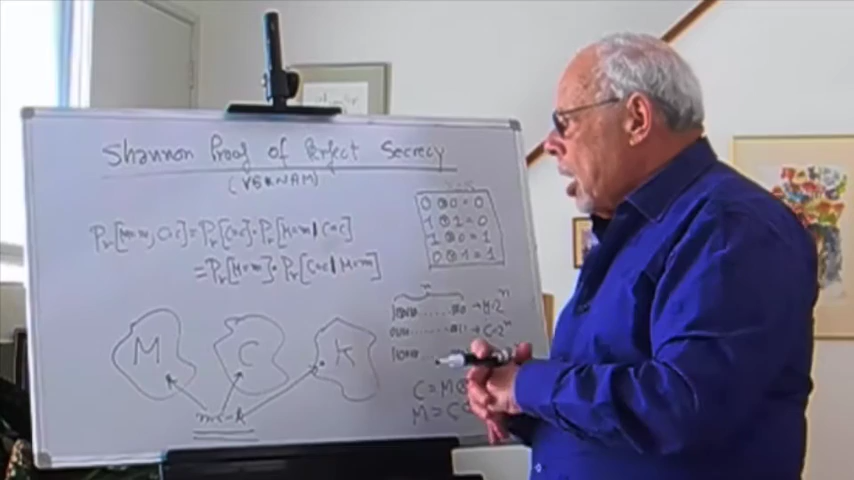 Shannon Proof of Perfect Secrecy
(VERNAM)
Pr[M=m, C=c] = Pr[C=c] · Pr[M=m | C=c]
= Pr[M=m] · Pr[C=c | M=m]
0 ⊕ 0 = 0
1 ⊕ 1 = 0
1 ⊕ 0 = 1
0 ⊕ 1 = 1
n
M C K
C = M ⊕
M = C ⊕